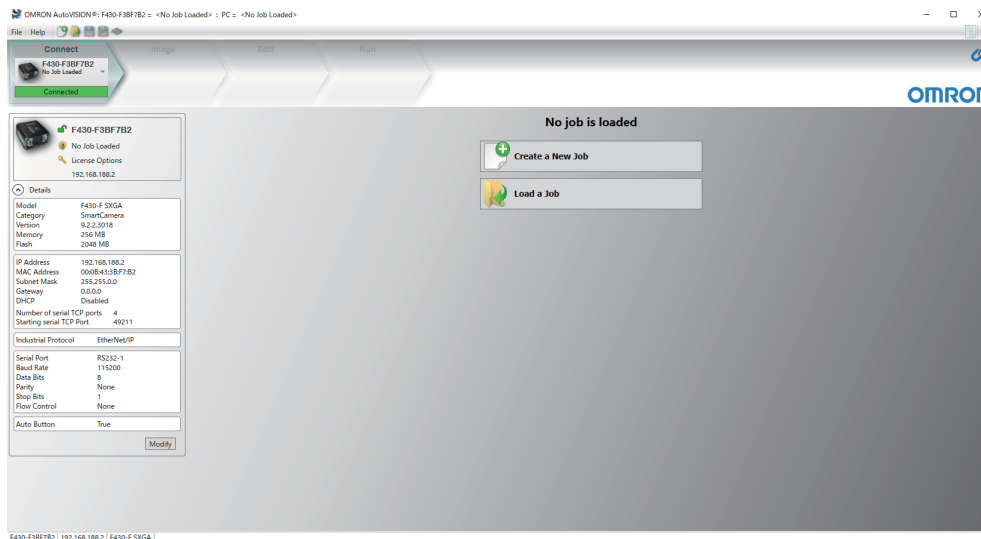 OMRON AutoVISION®: F430-F3BF7B2 = <No Job Loaded> : PC = <No Job Loaded>
File Help
Connect Image Edit Run
F430-F3BF7B2
No Job Loaded
Connected
OMRON
F430-F3BF7B2
No Job Loaded
License Options
192.168.188.2
Details
Model F430-F SXGA
Category SmartCamera
Version 9.2.2.3018
Memory 256 MB
Flash 2048 MB
IP Address 192.168.188.2
MAC Address 00:0B:43:3B:F7:B2
Subnet Mask 255.255.0.0
Gateway 0.0.0.0
DHCP Disabled
Number of serial TCP ports 4
Starting serial TCP Port 49211
Industrial Protocol EtherNet/IP
Serial Port RS232-1
Baud Rate 115200
Data Bits 8
Parity None
Stop Bits 1
Flow Control None
Auto Button True
Modify
No job is loaded
Create a New Job
Load a Job
F430-F3BF7B2 192.168.188.2 F430-F SXGA